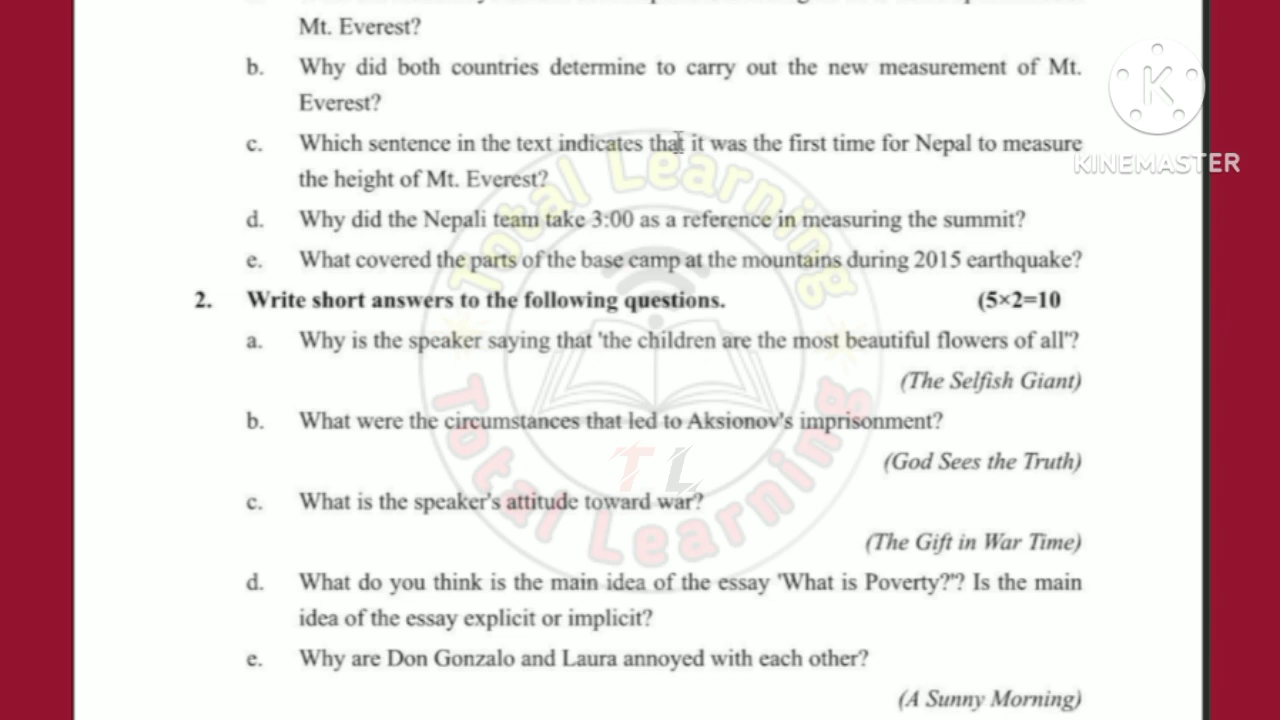 Mt. Everest?
b. Why did both countries determine to carry out the new measurement of Mt.
Everest?
c. Which sentence in the text indicates that it was the first time for Nepal to measure
the height of Mt. Everest?
d. Why did the Nepali team take 3:00 as a reference in measuring the summit?
e. What covered the parts of the base camp at the mountains during 2015 earthquake?
2. Write short answers to the following questions. (5×2=10
a. Why is the speaker saying that 'the children are the most beautiful flowers of all'?
(The Selfish Giant)
b. What were the circumstances that led to Aksionov's imprisonment?
(God Sees the Truth)
c. What is the speaker's attitude toward war?
(The Gift in War Time)
d. What do you think is the main idea of the essay 'What is Poverty?'? Is the main
idea of the essay explicit or implicit?
e. Why are Don Gonzalo and Laura annoyed with each other?
(A Sunny Morning)
K
KINEMASTER
Total Learning
TL
Total Learning